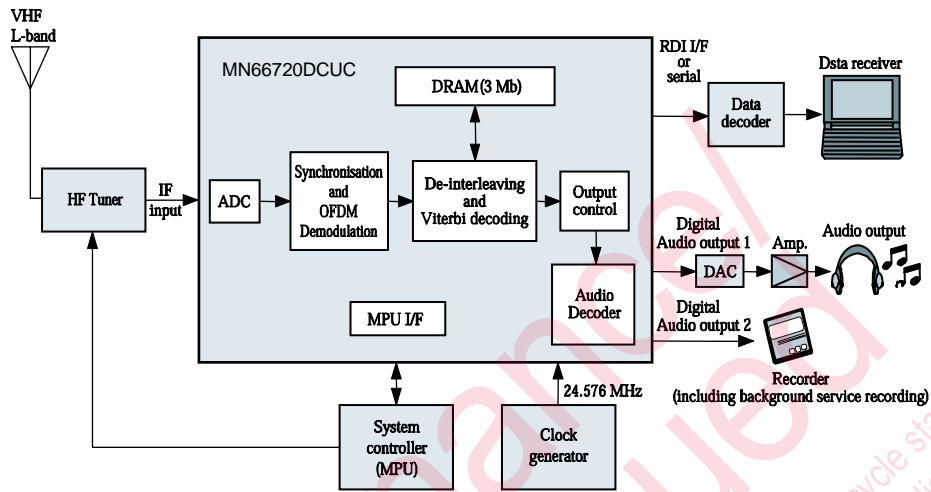 VHF
L-band
HF Tuner
IF
input
MN66720DCUC
DRAM (3 Mb)
ADC
Synchronisation
and
OFDM
Demodulation
De-interleaving
and
Viterbi decoding
Output
control
Audio
Decoder
MPU I/F
RDI I/F
or
serial
Data
decoder
Dsta receiver
Digital
Audio output 1
DAC
Amp.
Audio output
Digital
Audio output 2
Recorder
(including background service recording)
24.576 MHz
System
controller
(MPU)
Clock
generator